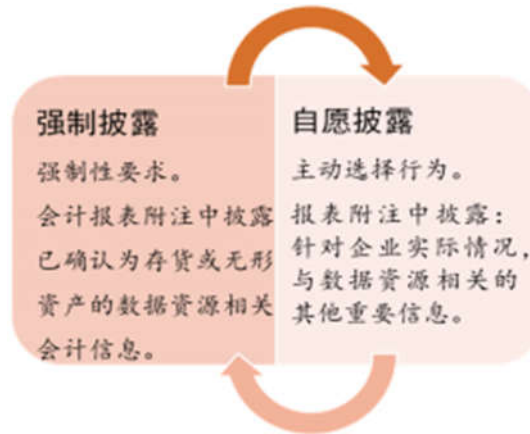 强制披露
强制性要求。
会计报表附注中披露
已确认为存货或无形
资产的数据资源相关
会计信息。
自愿披露
主动选择行为。
报表附注中披露：
针对企业实际情况，
与数据资源相关的
其他重要信息。